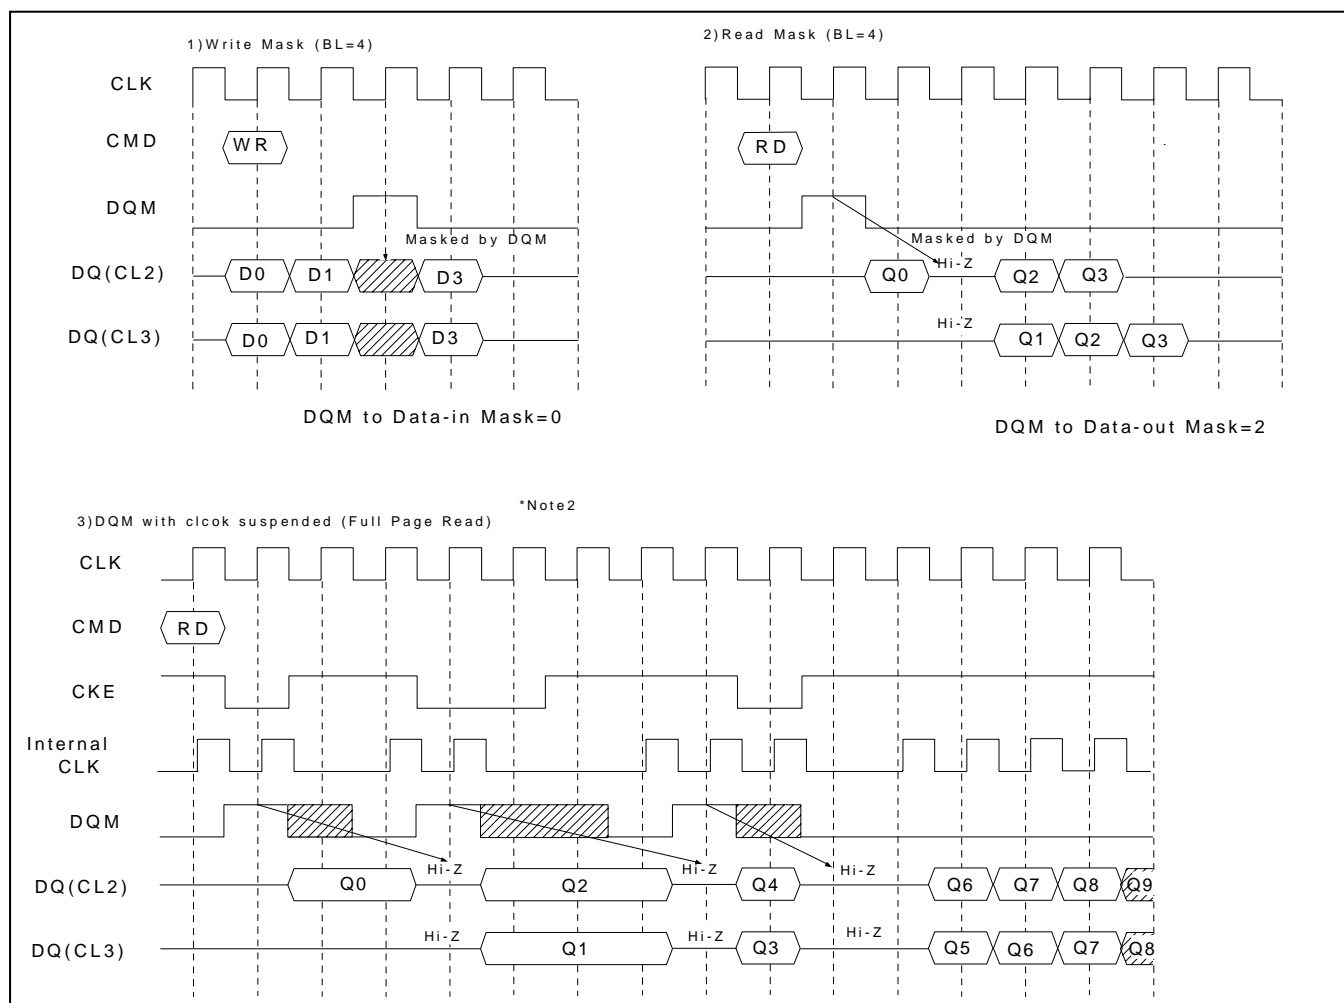 1)Write Mask (BL=4)
CLK
CMD
WR
DQM
Masked by DQM
DQ(CL2)
D0 D1 D3
DQ(CL3)
D0 D1 D3
DQM to Data-in Mask=0
2)Read Mask (BL=4)
RD
Masked by DQM
Hi-Z
Q0 Q2 Q3
Hi-Z
Q1 Q2 Q3
DQM to Data-out Mask=2
*Note2
3)DQM with clcok suspended (Full Page Read)
CLK
CMD
RD
CKE
Internal
CLK
DQM
Hi-Z Hi-Z Hi-Z
DQ(CL2)
Q0 Q2 Q4 Q6 Q7 Q8 Q9
Hi-Z Hi-Z Hi-Z
DQ(CL3)
Q1 Q3 Q5 Q6 Q7 Q8